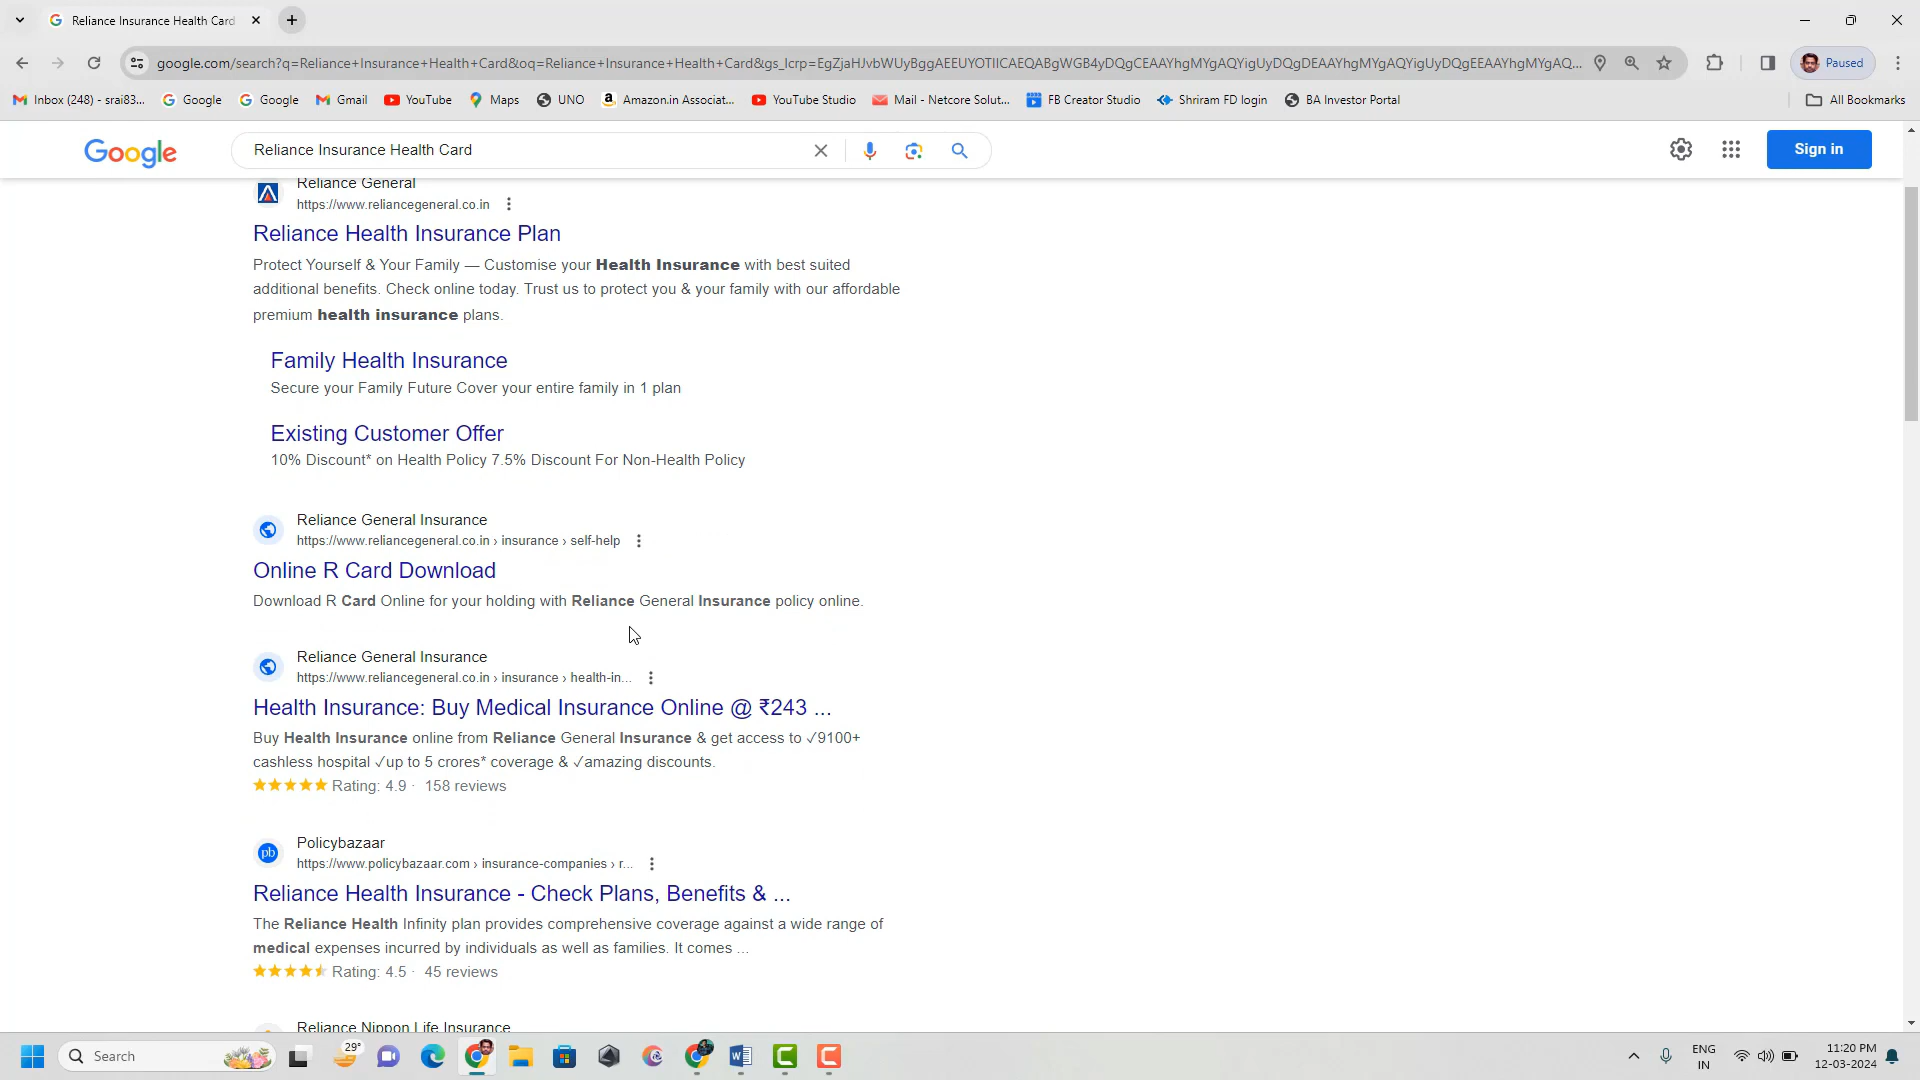 Reliance Insurance Health Card
google.com/search?q=Reliance+Insurance+Health+Card&oq=Reliance+Insurance+Health+Card&gs_lcrp=EgZjaHJvbWUyBggAEEUYOTIICAEQABgWGB4yDQgCEAAYhgMYgAQYigUyDQgDEAAYhgMYgAQYigUyDQgEEAAYhgMYgAQ...
Paused
Inbox (248) - srai83...
Google
Google
Gmail
YouTube
Maps
UNO
Amazon.in Associat...
YouTube Studio
Mail - Netcore Solut...
FB Creator Studio
Shriram FD login
BA Investor Portal
All Bookmarks
Google
Reliance Insurance Health Card
Sign in
Reliance General
https://www.reliancegeneral.co.in
Reliance Health Insurance Plan
Protect Yourself & Your Family — Customise your Health Insurance with best suited
additional benefits. Check online today. Trust us to protect you & your family with our affordable
premium health insurance plans.
Family Health Insurance
Secure your Family Future Cover your entire family in 1 plan
Existing Customer Offer
10% Discount* on Health Policy 7.5% Discount For Non-Health Policy
Reliance General Insurance
https://www.reliancegeneral.co.in › insurance › self-help
Online R Card Download
Download R Card Online for your holding with Reliance General Insurance policy online.
Reliance General Insurance
https://www.reliancegeneral.co.in › insurance › health-in...
Health Insurance: Buy Medical Insurance Online @ ₹243 ...
Buy Health Insurance online from Reliance General Insurance & get access to ✓9100+
cashless hospital ✓up to 5 crores* coverage & ✓amazing discounts.
Rating: 4.9 · 158 reviews
pb
Policybazaar
https://www.policybazaar.com › insurance-companies › r...
Reliance Health Insurance - Check Plans, Benefits & ...
The Reliance Health Infinity plan provides comprehensive coverage against a wide range of
medical expenses incurred by individuals as well as families. It comes ...
Rating: 4.5 · 45 reviews
Reliance Nippon Life Insurance
Search
29°
ENG
IN
11:20 PM
12-03-2024